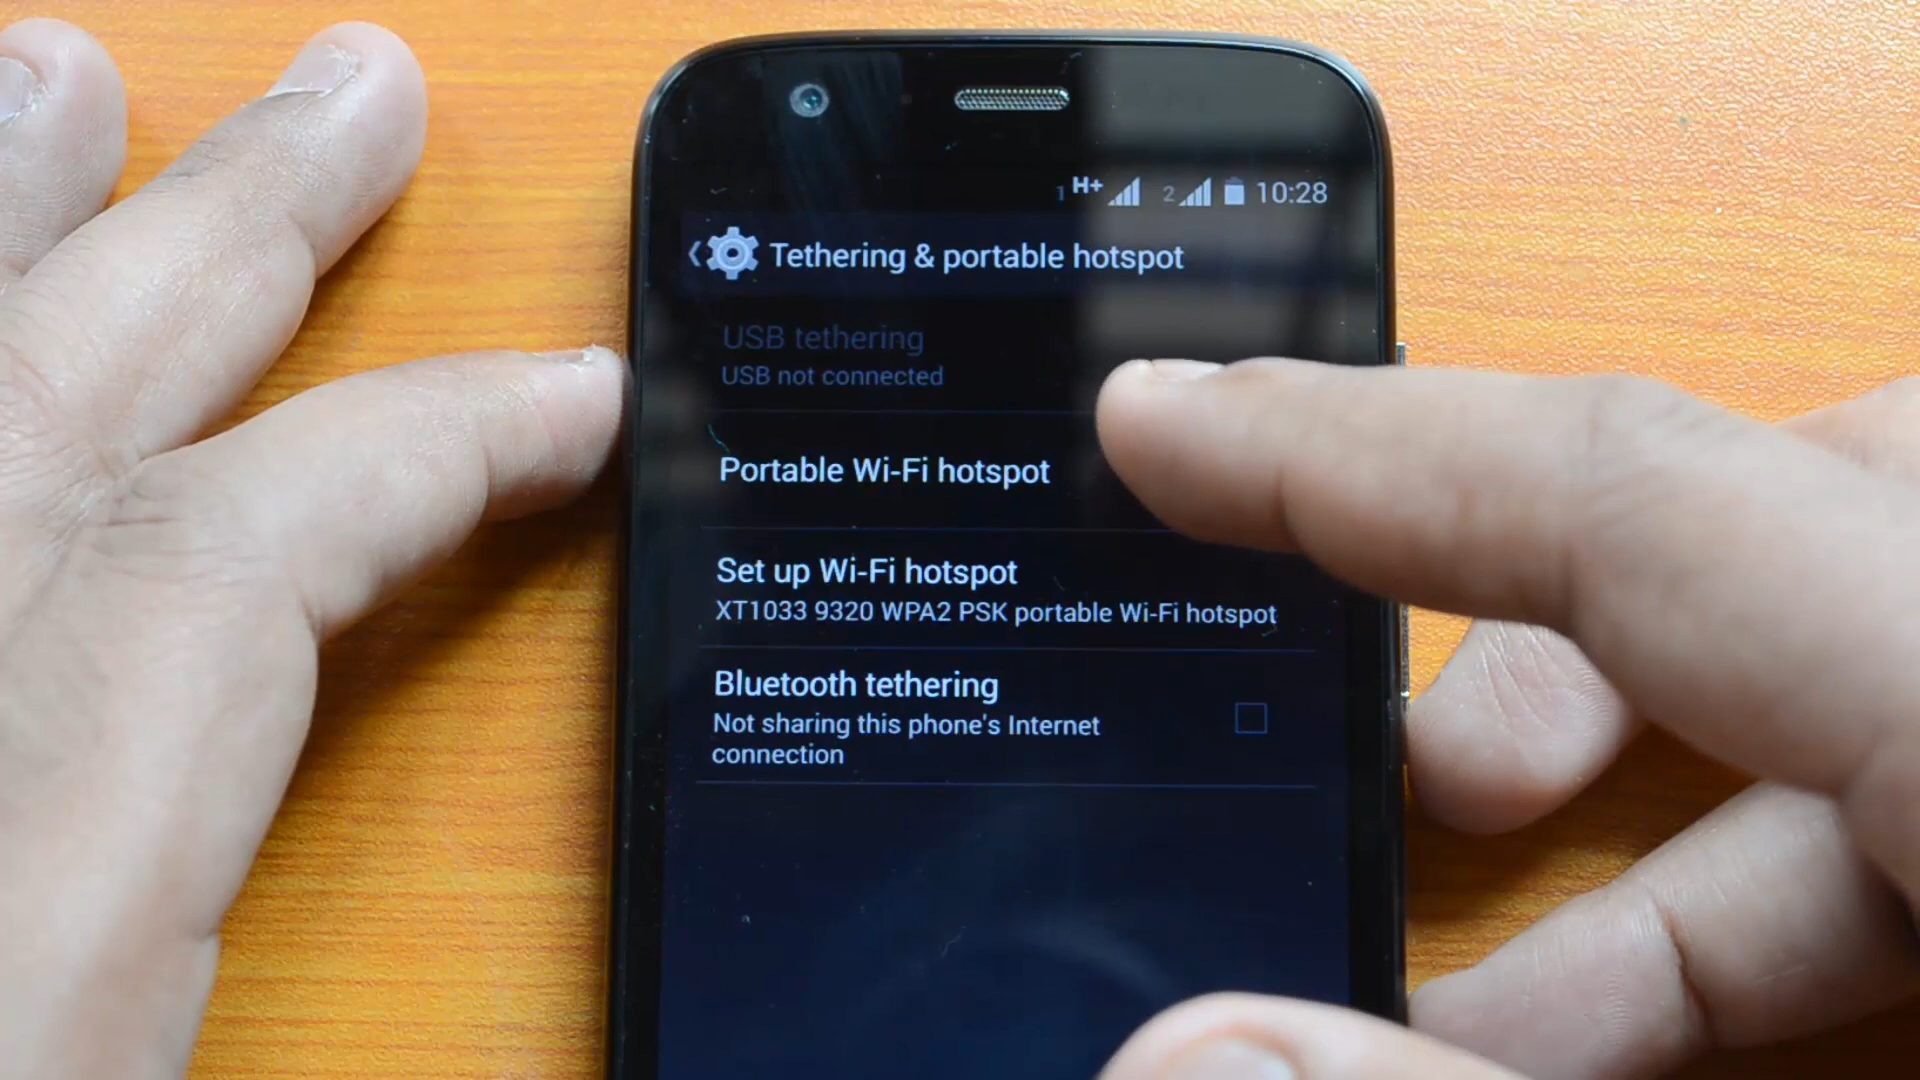 1 H+ 2 10:28
Tethering & portable hotspot
USB tethering
USB not connected
Portable Wi-Fi hotspot
Set up Wi-Fi hotspot
XT1033 9320 WPA2 PSK portable Wi-Fi hotspot
Bluetooth tethering
Not sharing this phone's Internet
connection